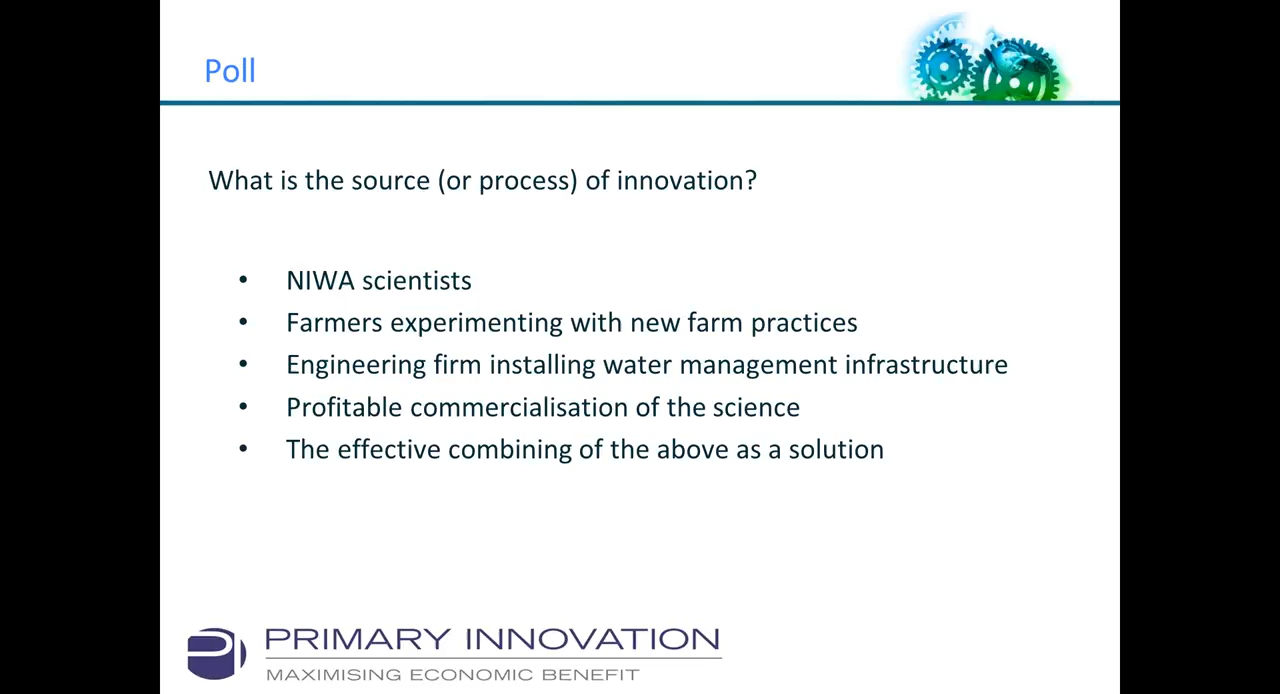 Poll
What is the source (or process) of innovation?
• NIWA scientists
• Farmers experimenting with new farm practices
• Engineering firm installing water management infrastructure
• Profitable commercialisation of the science
• The effective combining of the above as a solution
PRIMARY INNOVATION
MAXIMISING ECONOMIC BENEFIT